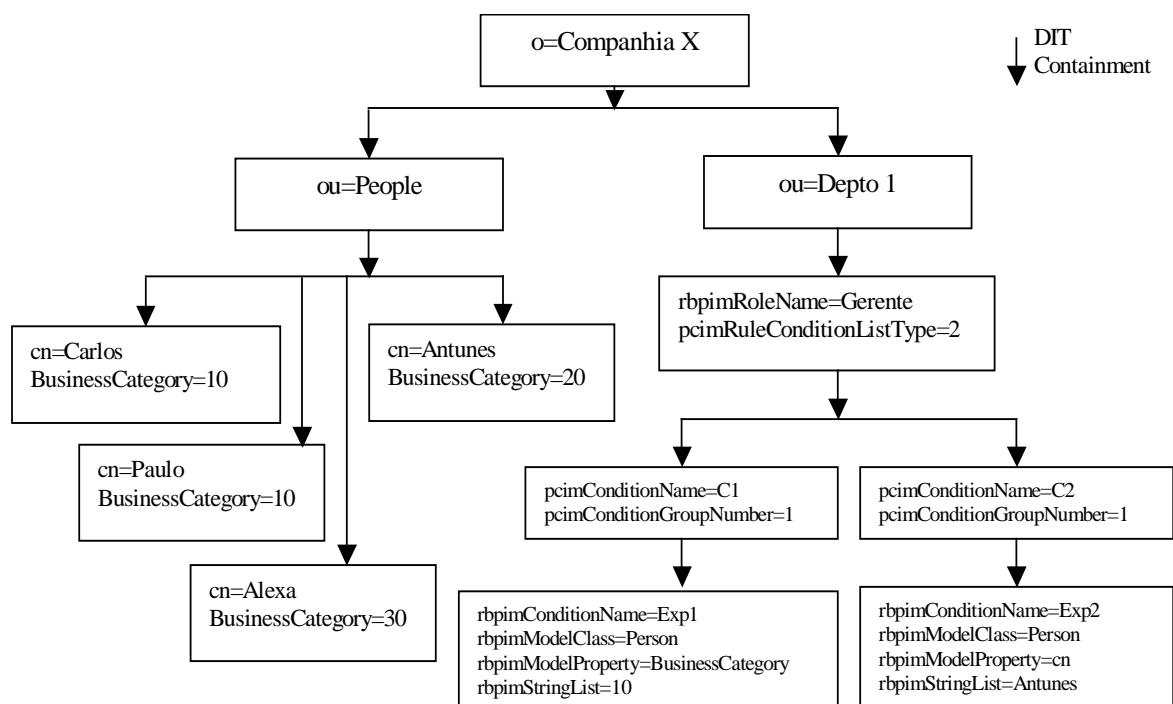 o=Companhia X
DIT
Containment
ou=People
ou=Depto 1
rbpimRoleName=Gerente
pcimRuleConditionListType=2
cn=Carlos
BusinessCategory=10
cn=Antunes
BusinessCategory=20
cn=Paulo
BusinessCategory=10
cn=Alexa
BusinessCategory=30
pcimConditionName=C1
pcimConditionGroupNumber=1
pcimConditionName=C2
pcimConditionGroupNumber=1
rbpimConditionName=Exp1
rbpimModelClass=Person
rbpimModelProperty=BusinessCategory
rbpimStringList=10
rbpimConditionName=Exp2
rbpimModelClass=Person
rbpimModelProperty=cn
rbpimStringList=Antunes